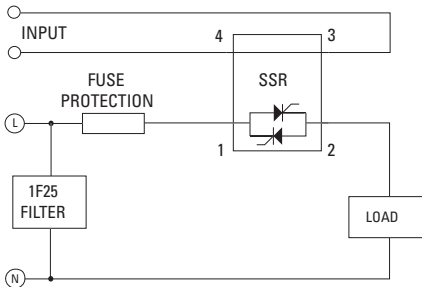 INPUT
4
3
FUSE
PROTECTION
SSR
L
1
2
1F25
FILTER
LOAD
N